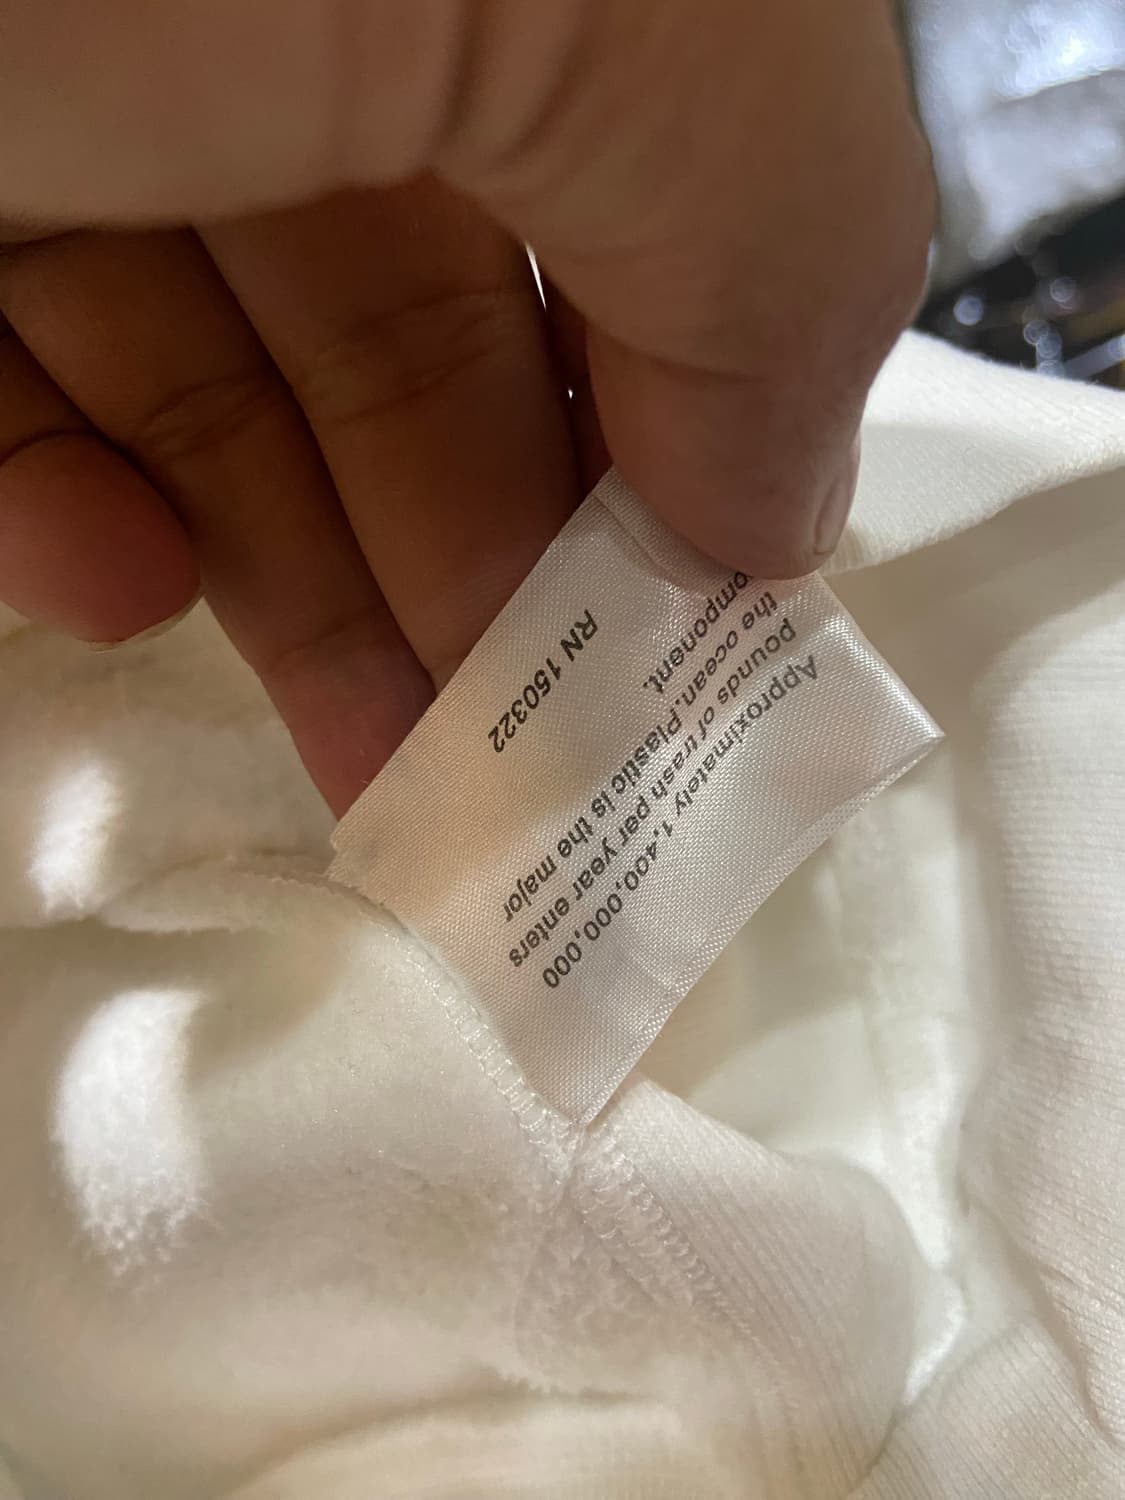 Approximately 1,400,000,000
pounds of trash per year enters
the ocean.Plastic is the major
component.
RN 150322